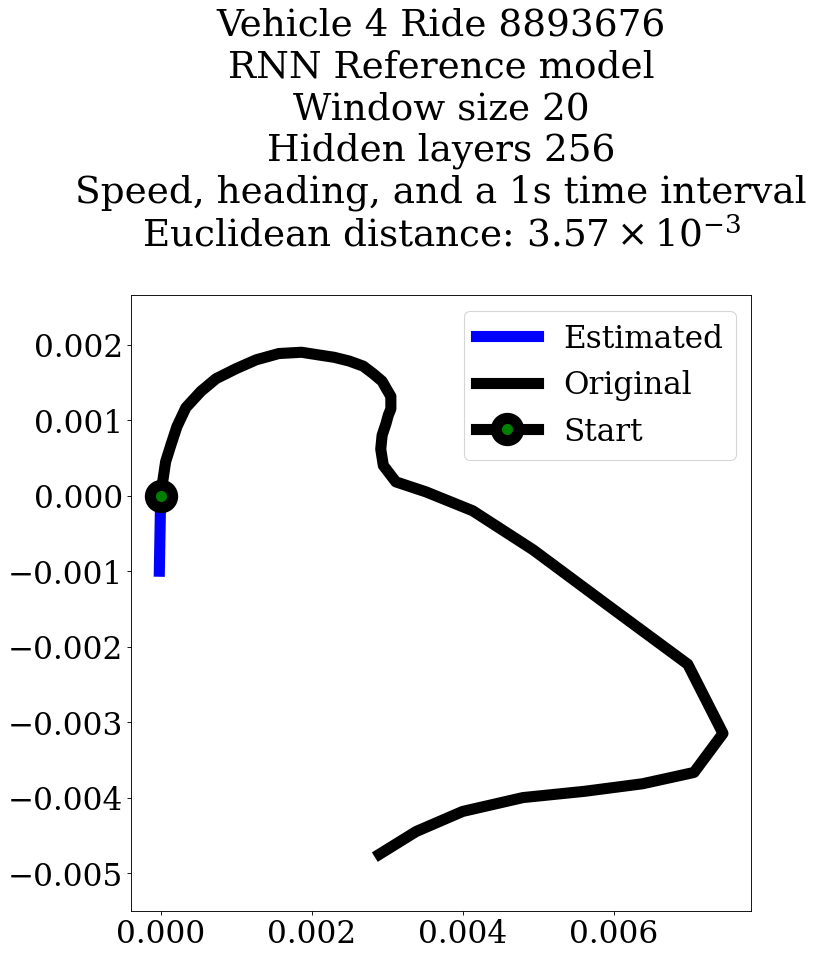 Vehicle 4 Ride 8893676
RNN Reference model
Window size 20
Hidden layers 256
Speed, heading, and a 1s time interval
Euclidean distance: 3.57 × 10⁻³
Estimated
Original
Start
0.002
0.001
0.000
−0.001
−0.002
−0.003
−0.004
−0.005
0.000 0.002 0.004 0.006